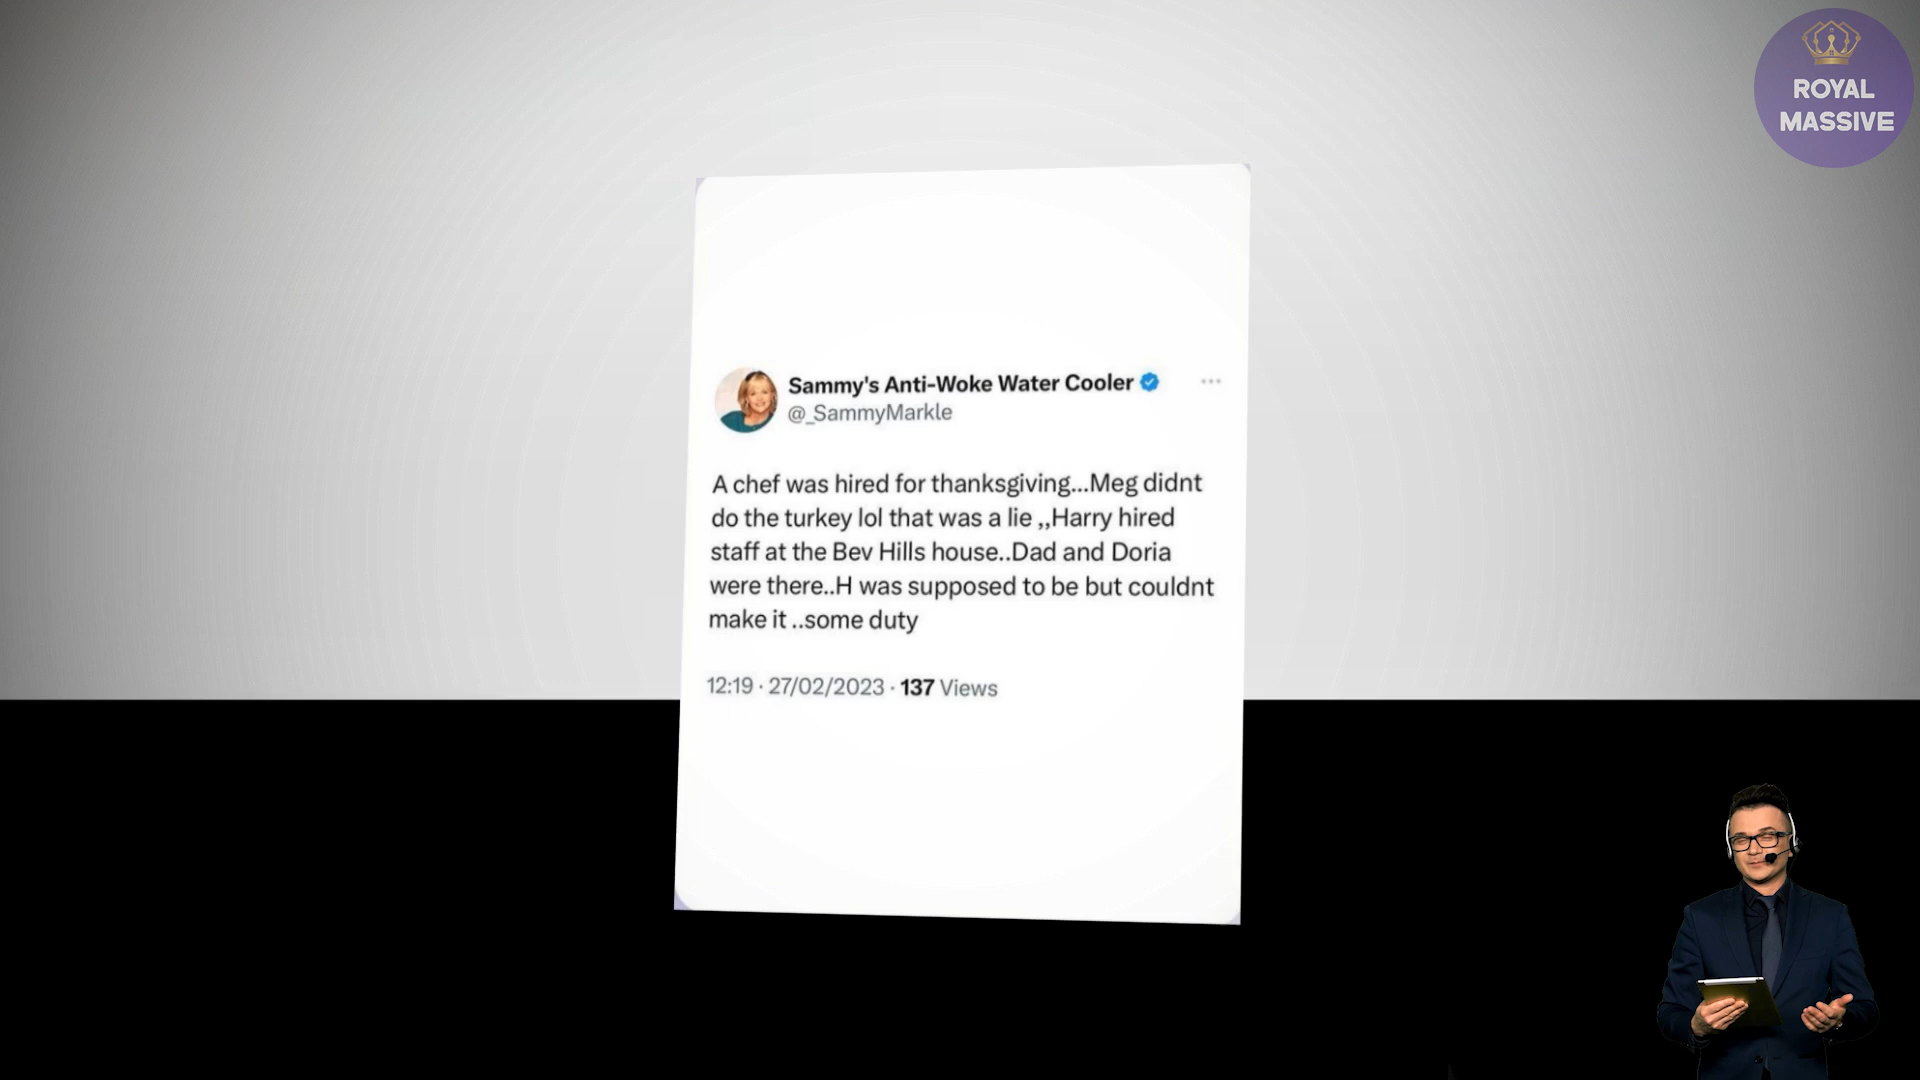 ROYAL
MASSIVE
Sammy's Anti-Woke Water Cooler
@_SammyMarkle
A chef was hired for thanksgiving...Meg didnt
do the turkey lol that was a lie ,,Harry hired
staff at the Bev Hills house..Dad and Doria
were there..H was supposed to be but couldnt
make it ..some duty
12:19 · 27/02/2023 · 137 Views